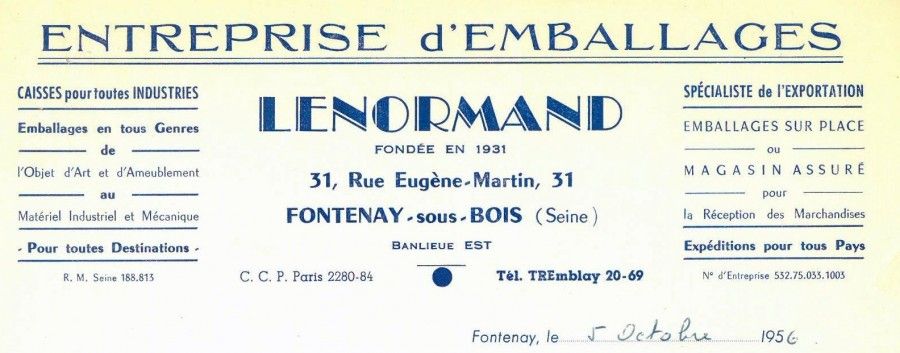 ENTREPRISE d'EMBALLAGES
CAISSES pour toutes INDUSTRIES
Emballages en tous Genres
de
l'Objet d'Art et d'Ameublement
au
Matériel Industriel et Mécanique
- Pour toutes Destinations -
R. M. Seine 188.813
LENORMAND
FONDÉE EN 1931
31, Rue Eugène-Martin, 31
FONTENAY-sous-BOIS (Seine)
BANLIEUE EST
C. C. P. Paris 2280-84
Tél. TREmblay 20-69
SPÉCIALISTE de l'EXPORTATION
EMBALLAGES SUR PLACE
ou
MAGASIN ASSURÉ
pour
la Réception des Marchandises
Expéditions pour tous Pays
N° d'Entreprise 532.75.033.1003
Fontenay, le 5 Octobre 1956